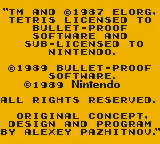 "TM AND ©1987 ELORG,
TETRIS LICENSED TO
BULLET-PROOF
SOFTWARE AND
SUB-LICENSED TO
NINTENDO.
©1989 BULLET-PROOF
SOFTWARE.
©1989 Nintendo
ALL RIGHTS RESERVED.
ORIGINAL CONCEPT,
DESIGN AND PROGRAM
BY ALEXEY PAZHITNOV."